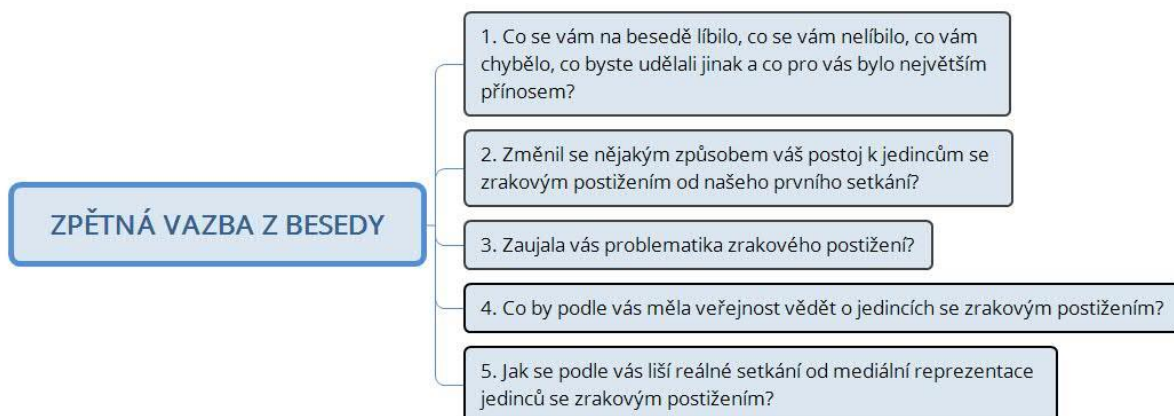 1. Co se vám na besedě líbilo, co se vám nelíbilo, co vám
chybělo, co byste udělali jinak a co pro vás bylo největším
přínosem?
2. Změnil se nějakým způsobem váš postoj k jedincům se
zrakovým postižením od našeho prvního setkání?
ZPĚTNÁ VAZBA Z BESEDY
3. Zaujala vás problematika zrakového postižení?
4. Co by podle vás měla veřejnost vědět o jedincích se zrakovým postižením?
5. Jak se podle vás liší reálné setkání od mediální reprezentace
jedinců se zrakovým postižením?